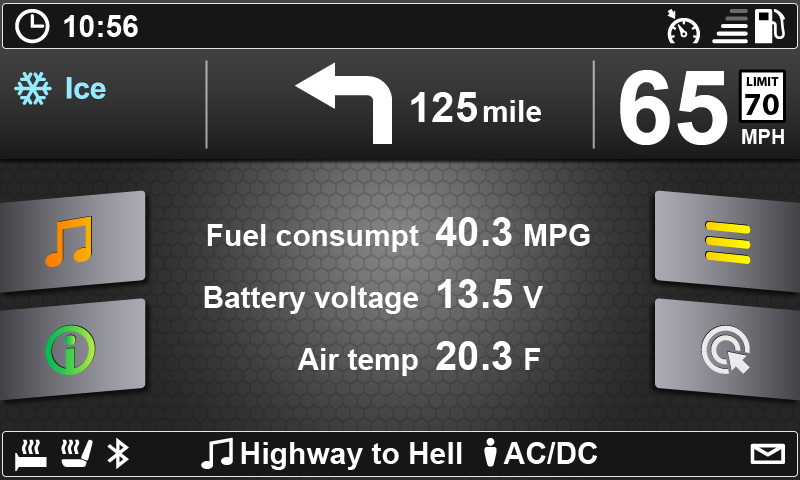 10:56
Ice
125 mile
65
LIMIT
70
MPH
Fuel consumpt 40.3 MPG
Battery voltage 13.5 V
Air temp 20.3 F
Highway to Hell AC/DC